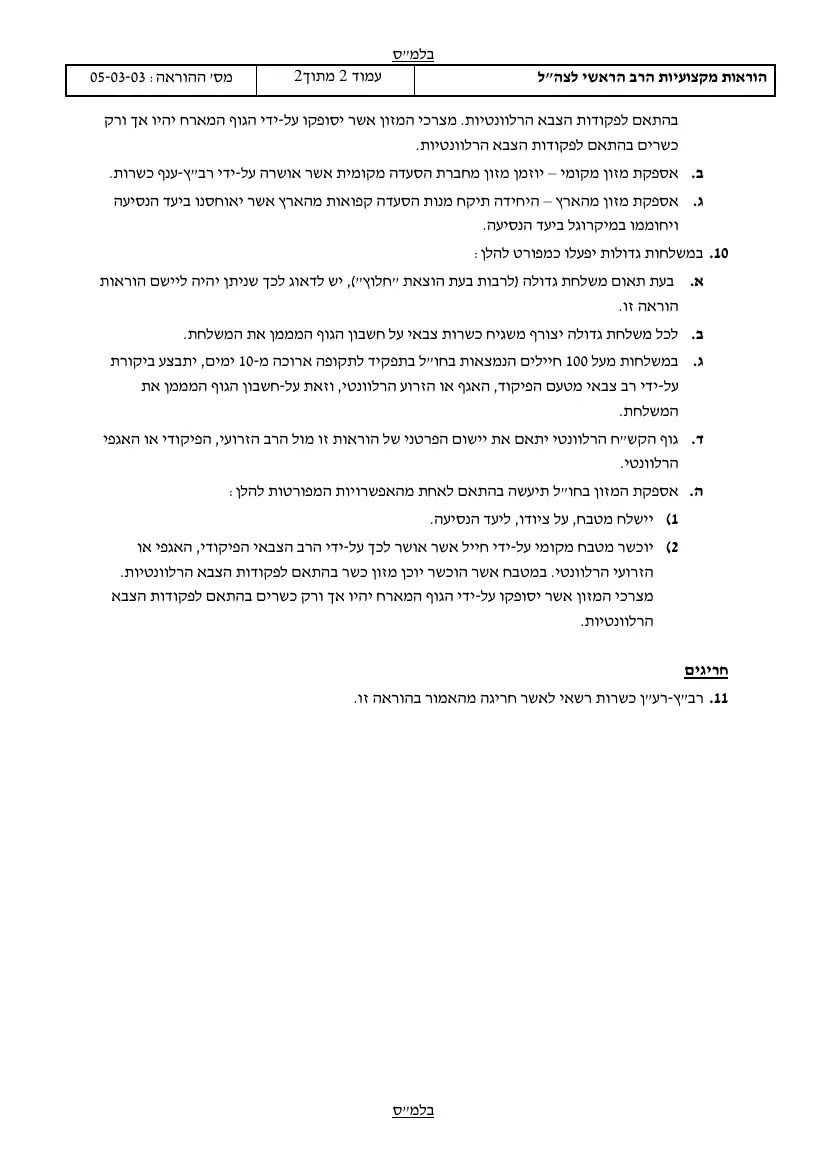 בלמ״ס
הוראות מקצועיות הרב הראשי לצה״ל	עמוד 2 מתוך2	מס׳ ההוראה : 05-03-03
בהתאם לפקודות הצבא הרלוונטיות. מצרכי המזון אשר יסופקו על-ידי הגוף המארח יהיו אך ורק
כשרים בהתאם לפקודות הצבא הרלוונטיות.
ב. אספקת מזון מקומי – יוזמן מזון מחברת הסעדה מקומית אשר אושרה על-ידי רב״ץ-ענף כשרות.
ג. אספקת מזון מהארץ – היחידה תיקח מנות הסעדה קפואות מהארץ אשר יאוחסנו ביעד הנסיעה
ויחוממו במיקרוגל ביעד הנסיעה.
10. במשלחות גדולות יפעלו כמפורט להלן :
א. בעת תאום משלחת גדולה (לרבות בעת הוצאת ״חלוץ״), יש לדאוג לכך שניתן יהיה ליישם הוראות
הוראה זו.
ב. לכל משלחת גדולה יצורף משגיח כשרות צבאי על חשבון הגוף המממן את המשלחת.
ג. במשלחות מעל 100 חיילים הנמצאות בחו״ל בתפקיד לתקופה ארוכה מ-10 ימים, יתבצע ביקורת
על-ידי רב צבאי מטעם הפיקוד, האגף או הזרוע הרלוונטי, וזאת על-חשבון הגוף המממן את
המשלחת.
ד. גוף הקש״ח הרלוונטי יתאם את יישום הפרטני של הוראות זו מול הרב הזרועי, הפיקודי או האגפי
הרלוונטי.
ה. אספקת המזון בחו״ל תיעשה בהתאם לאחת מהאפשרויות המפורטות להלן :
1) יישלח מטבח, על ציודו, ליעד הנסיעה.
2) יוכשר מטבח מקומי על-ידי חייל אשר אושר לכך על-ידי הרב הצבאי הפיקודי, האגפי או
הזרועי הרלוונטי. במטבח אשר הוכשר יוכן מזון כשר בהתאם לפקודות הצבא הרלוונטיות.
מצרכי המזון אשר יסופקו על-ידי הגוף המארח יהיו אך ורק כשרים בהתאם לפקודות הצבא
הרלוונטיות.
חריגים
11. רב״ץ-רע״ן כשרות רשאי לאשר חריגה מהאמור בהוראה זו.
בלמ״ס